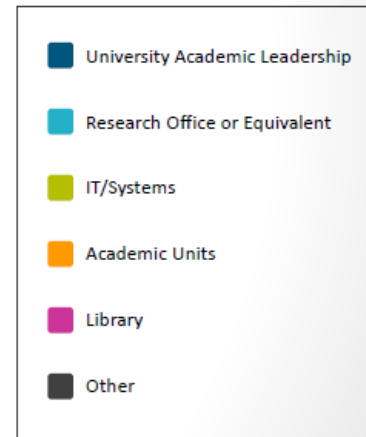 University Academic Leadership
Research Office or Equivalent
IT/Systems
Academic Units
Library
Other